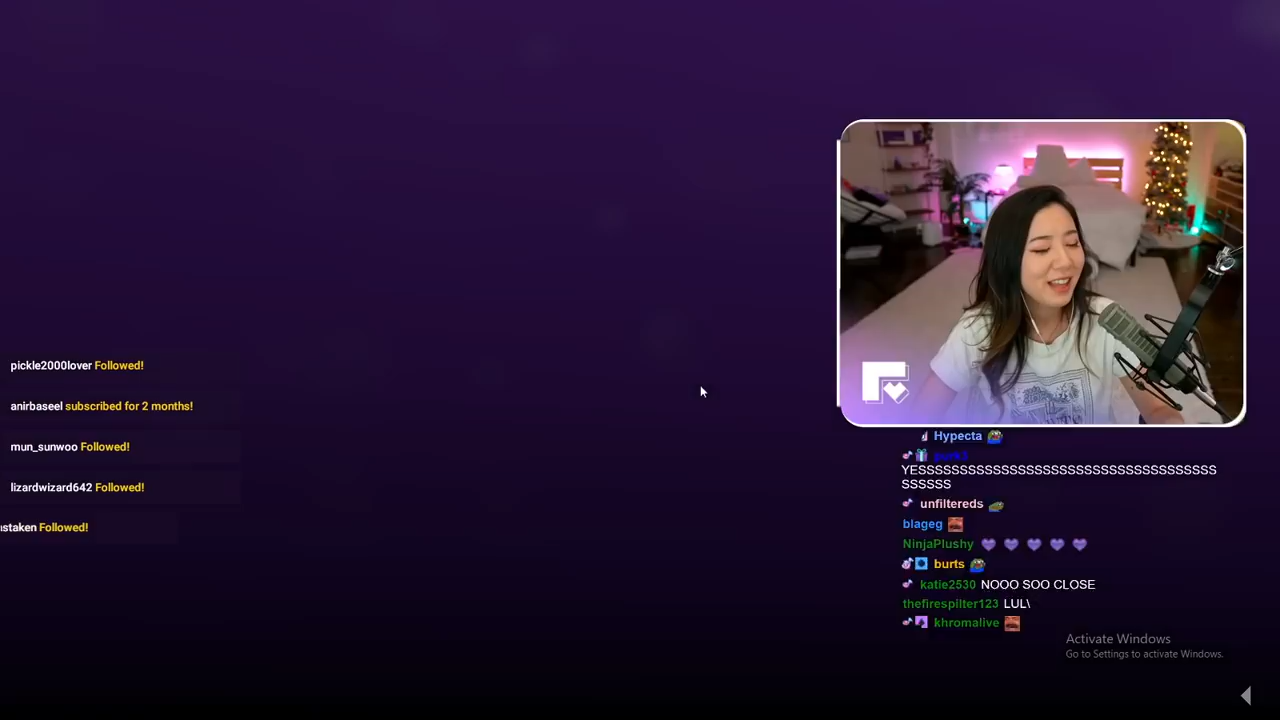 pickle2000lover Followed!
anirbaseel subscribed for 2 months!
mun_sunwoo Followed!
lizardwizard642 Followed!
staken Followed!
Hypecta
YESSSSSSSSSSSSSSSSSSSSSSSSSSSSSSSSSSSS
SSSSSS
unfiltereds
blageg
NinjaPlushy
burts
katie2530 NOOO SOO CLOSE
thefirespilter123 LUL\
khromalive
Activate Windows
Go to Settings to activate Windows.